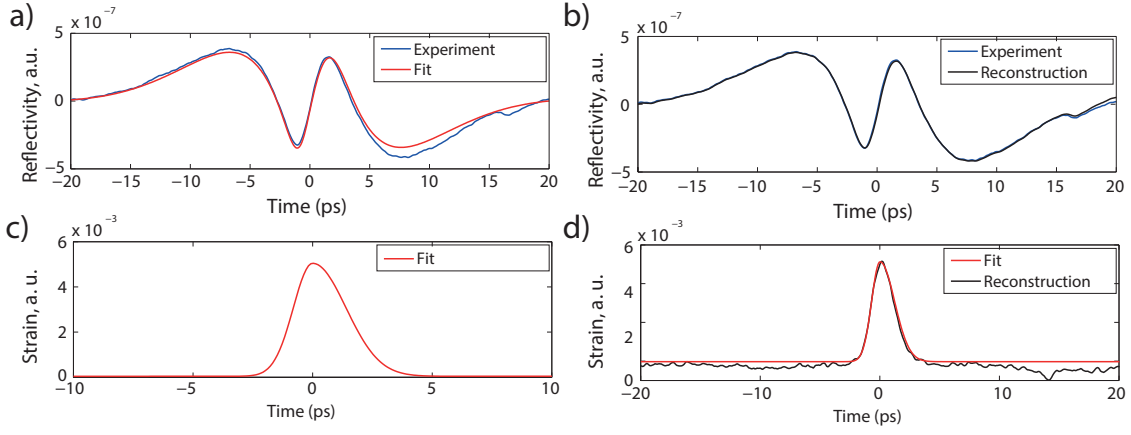 a)
x 10⁻⁷
5
0
−5
Reflectivity, a.u.
Experiment
Fit
−20 −15 −10 −5 0 5 10 15 20
Time (ps)
b)
x 10⁻⁷
5
0
−5
Reflectivity, a.u.
Experiment
Reconstruction
−20 −15 −10 −5 0 5 10 15 20
Time (ps)
c)
x 10⁻³
6
4
2
0
Strain, a. u.
Fit
−10 −5 0 5 10
Time (ps)
d)
x 10⁻³
6
4
2
0
Strain, a. u.
Fit
Reconstruction
−20 −10 0 10 20
Time (ps)